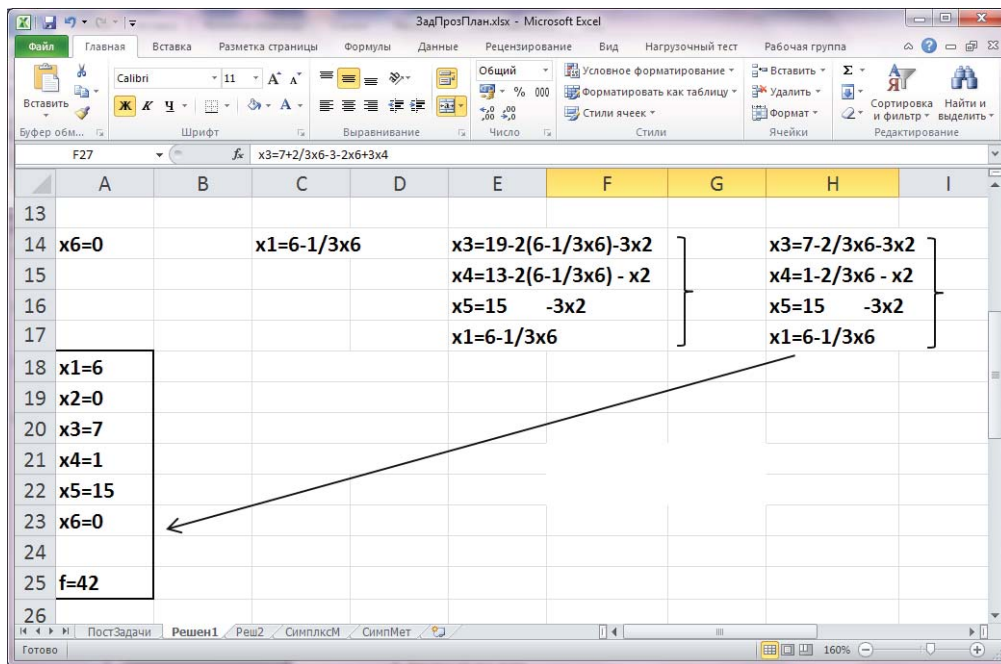 ЗадПрозПлан.xlsx - Microsoft Excel
Файл Главная Вставка Разметка страницы Формулы Данные Рецензирование Вид Нагрузочный тест Рабочая группа
Calibri 11 Общий Условное форматирование Вставить Σ
Вставить Ж К Ч % 000 Форматировать как таблицу Удалить Сортировка и фильтр Найти и выделить
Стили ячеек Формат
Буфер обм... Шрифт Выравнивание Число Стили Ячейки Редактирование
F27 fx x3=7+2/3x6-3-2x6+3x4
A B C D E F G H I
13
14 x6=0 x1=6-1/3x6 x3=19-2(6-1/3x6)-3x2 x3=7-2/3x6-3x2
15 x4=13-2(6-1/3x6) - x2 x4=1-2/3x6 - x2
16 x5=15 -3x2 x5=15 -3x2
17 x1=6-1/3x6 x1=6-1/3x6
18 x1=6
19 x2=0
20 x3=7
21 x4=1
22 x5=15
23 x6=0
24
25 f=42
26
ПостЗадачи Решен1 Реш2 СимплксМ СимпМет
Готово 160%